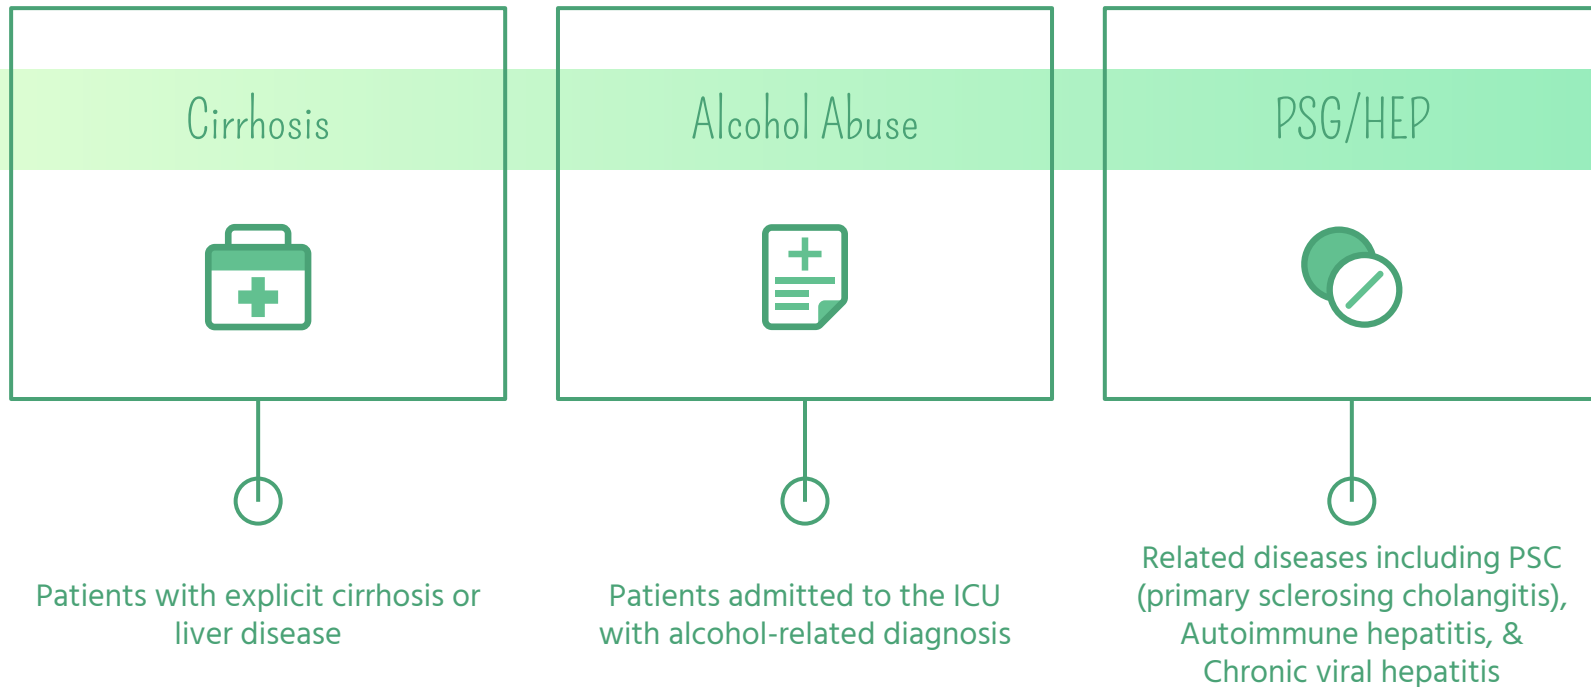 Cirrhosis
Alcohol Abuse
PSG/HEP
Patients with explicit cirrhosis or
liver disease
Patients admitted to the ICU
with alcohol-related diagnosis
Related diseases including PSC
(primary sclerosing cholangitis),
Autoimmune hepatitis, &
Chronic viral hepatitis